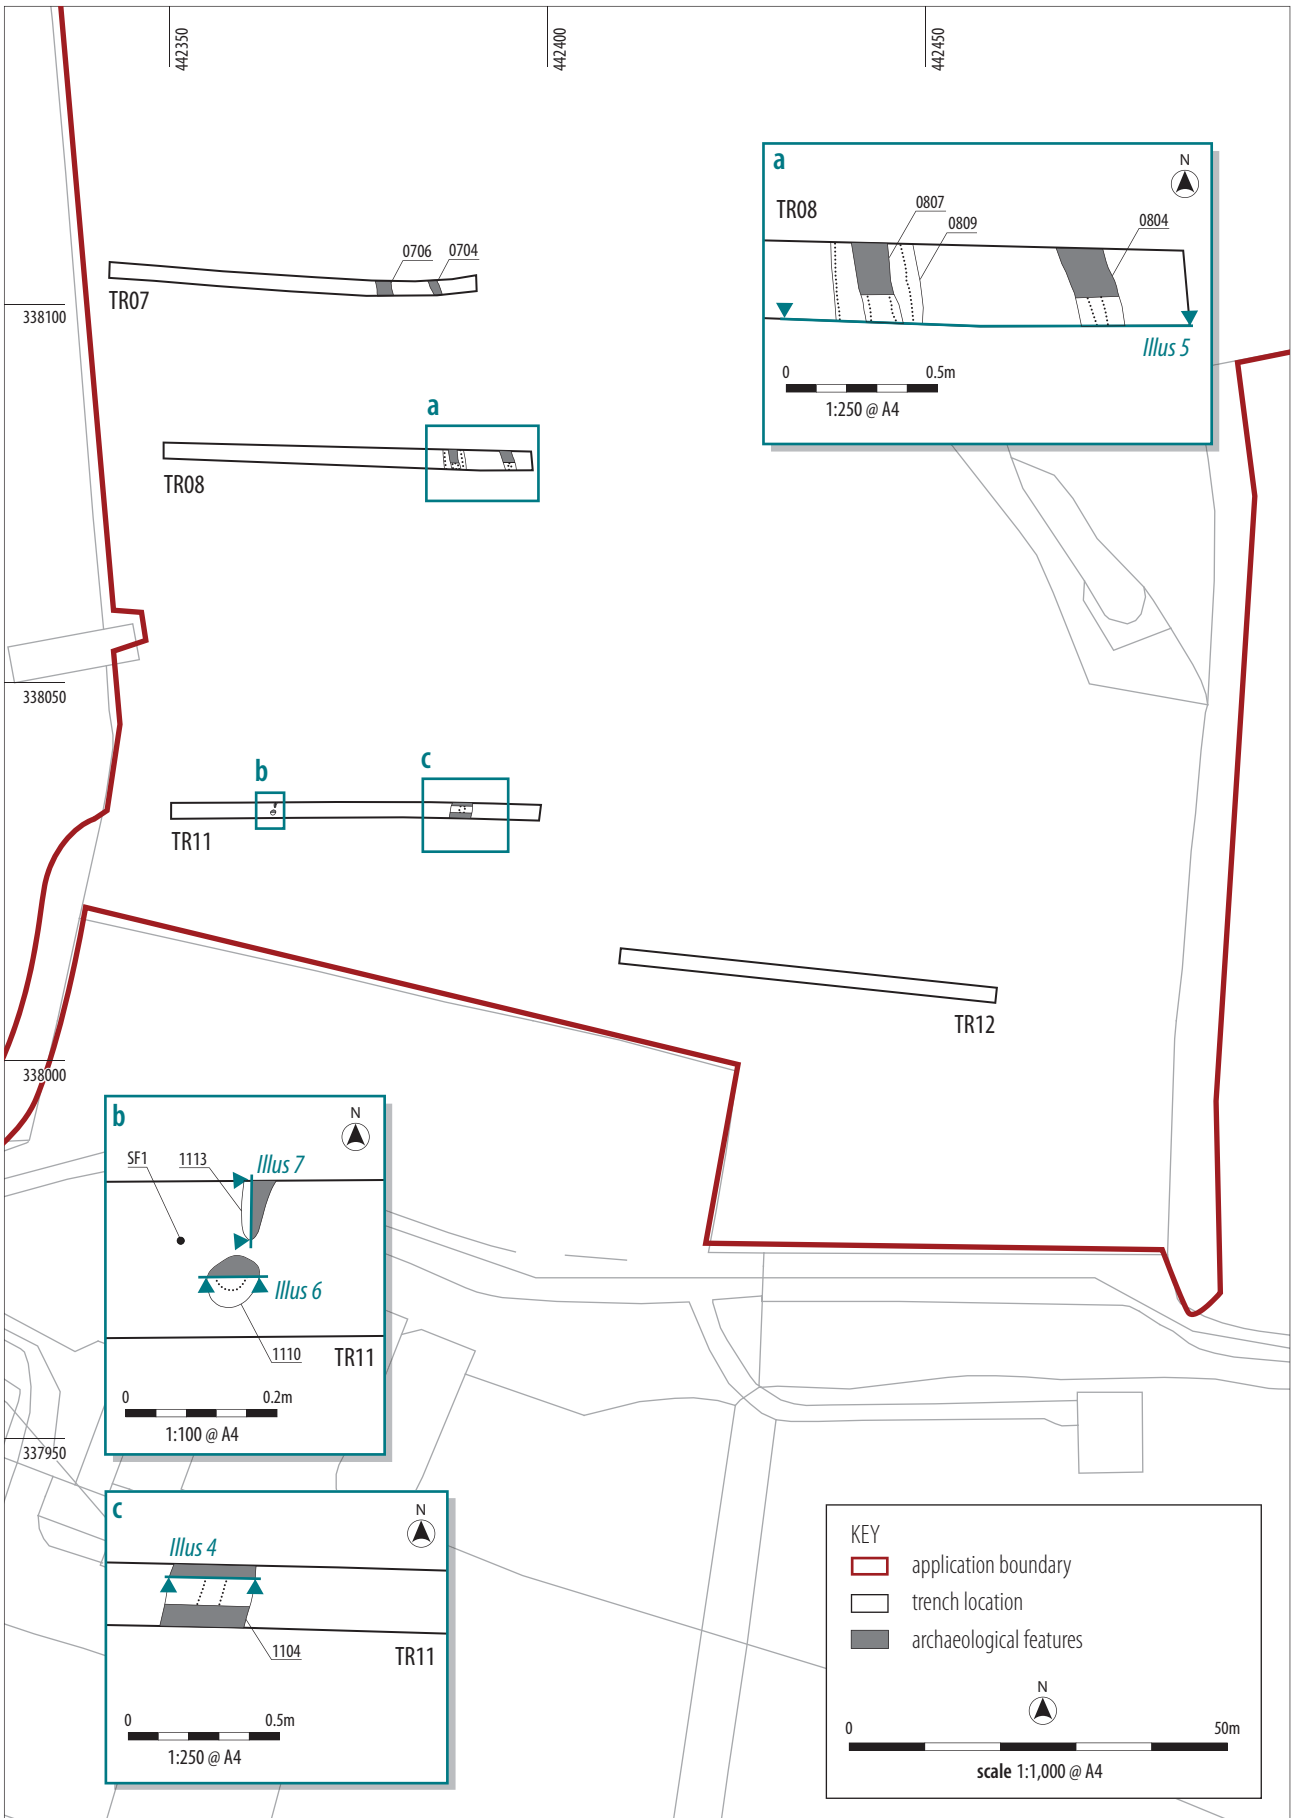 442350
442400
442450
a
N
TR08
0807
0809
0804
Illus 5
0
0.5m
1:250 @ A4
0706
0704
TR07
338100
a
TR08
338050
b
c
TR11
TR12
338000
b
N
SF1
1113
Illus 7
Illus 6
1110
TR11
0
0.2m
1:100 @ A4
337950
c
N
Illus 4
1104
TR11
0
0.5m
1:250 @ A4
KEY
application boundary
trench location
archaeological features
N
0
50m
scale 1:1,000 @ A4